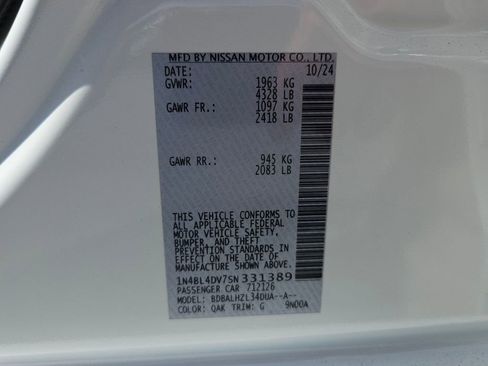 MFD BY NISSAN MOTOR CO., LTD.
DATE: 10/24
GVWR: 1963 KG
4328 LB
GAWR FR.: 1097 KG
2418 LB
GAWR RR.: 945 KG
2083 LB
THIS VEHICLE CONFORMS TO
ALL APPLICABLE FEDERAL
MOTOR VEHICLE SAFETY,
BUMPER, AND THEFT
PREVENTION STANDARDS IN
EFFECT ON THE DATE OF
MANUFACTURE SHOWN ABOVE.
1N4BL4DV7SN331389
PASSENGER CAR 712126
MODEL: BDBALHZL34DUA--A--
COLOR: QAK TRIM: G 9N00A